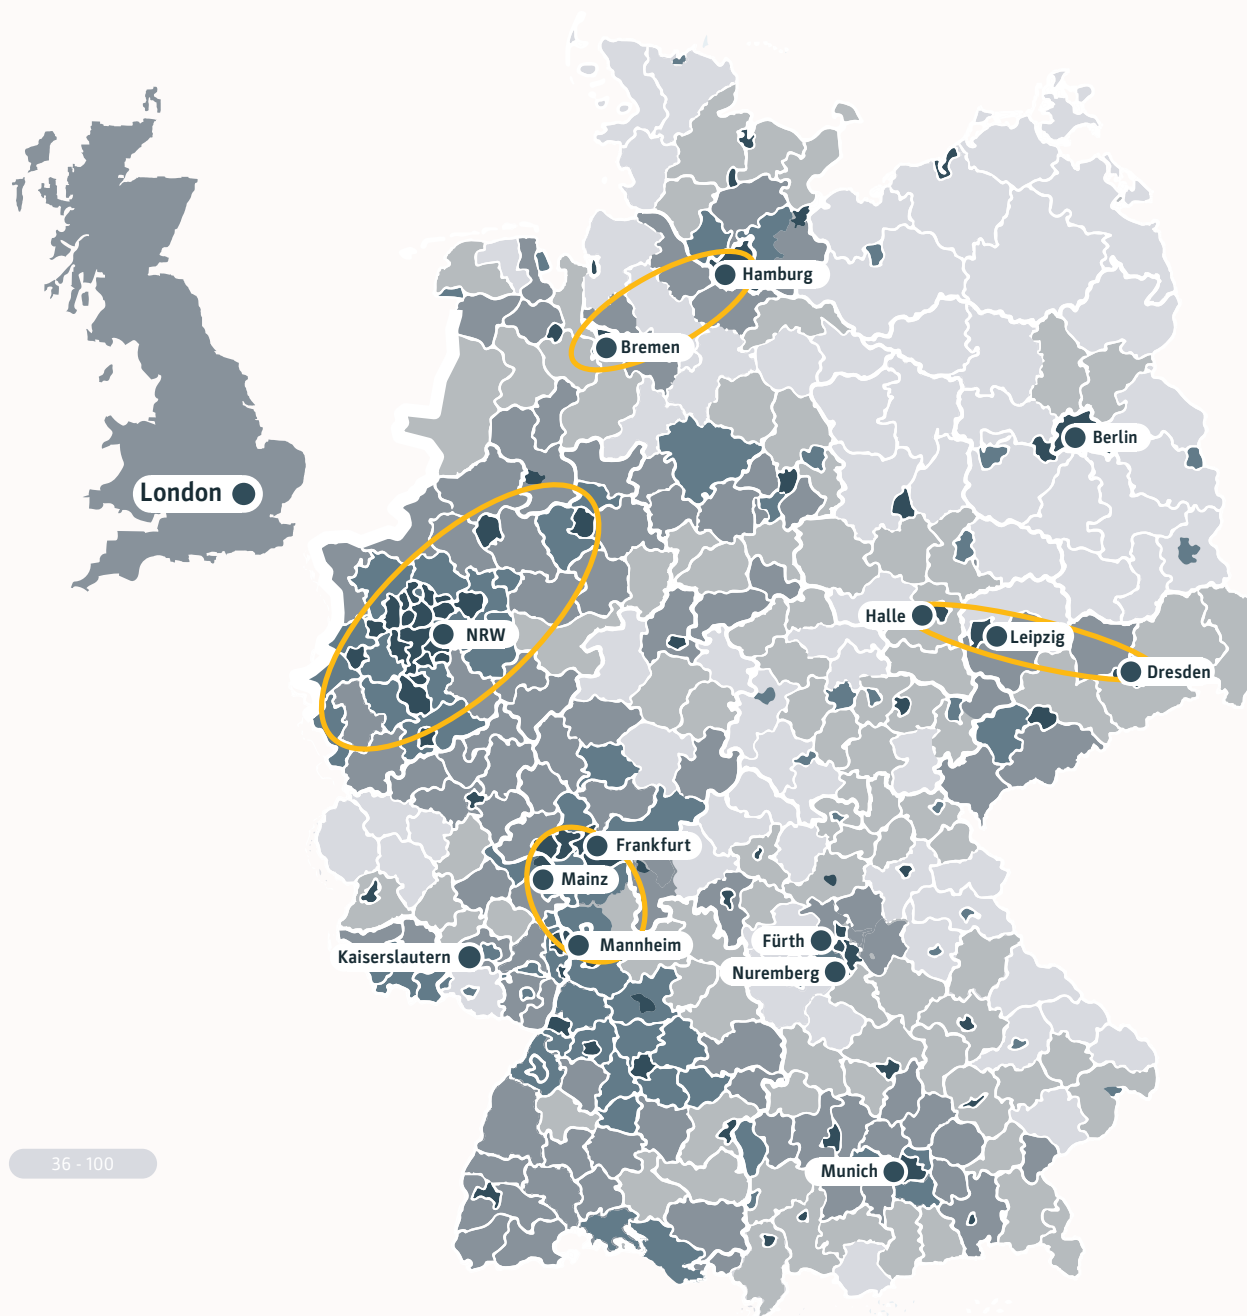 Hamburg
Bremen
Berlin
London
Halle
NRW
Leipzig
Dresden
Frankfurt
Mainz
Fürth
Mannheim
Kaiserslautern
Nuremberg
36 - 100
Munich